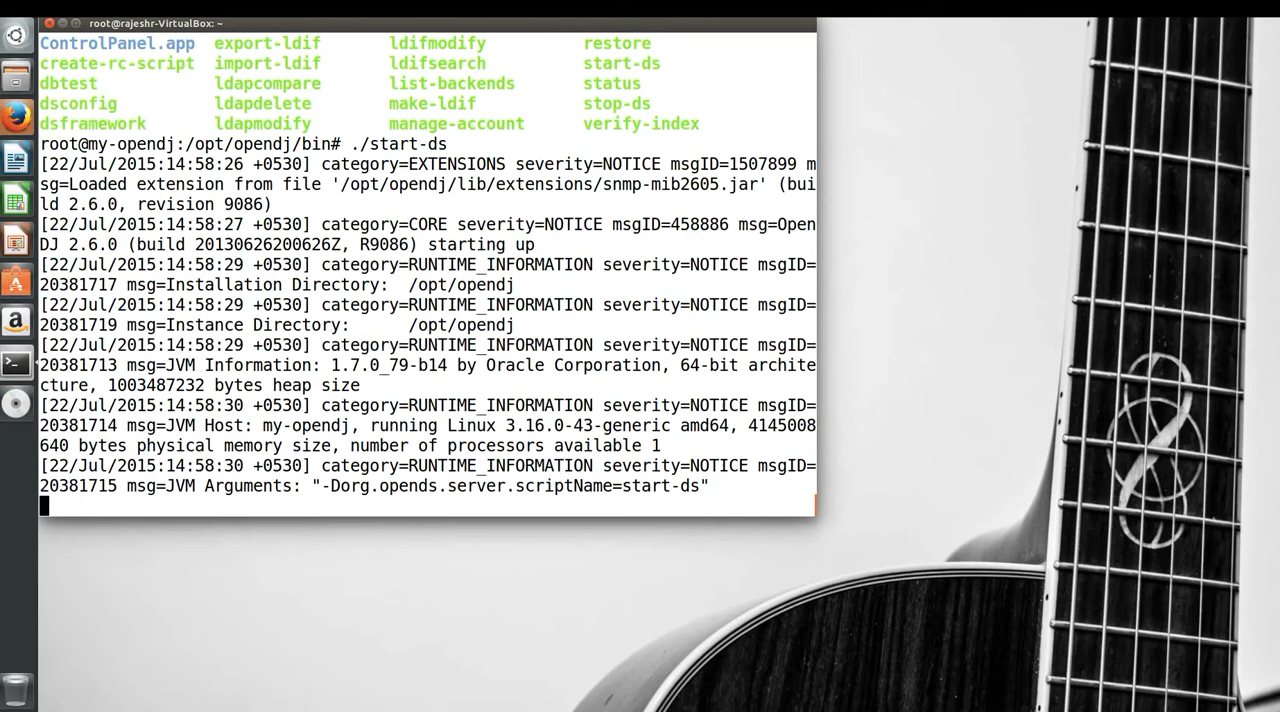 root@rajeshr-VirtualBox: ~
ControlPanel.app export-ldif ldifmodify restore
create-rc-script import-ldif ldifsearch start-ds
dbtest ldapcompare list-backends status
dsconfig ldapdelete make-ldif stop-ds
dsframework ldapmodify manage-account verify-index
root@my-opendj:/opt/opendj/bin# ./start-ds
[22/Jul/2015:14:58:26 +0530] category=EXTENSIONS severity=NOTICE msgID=1507899 m
sg=Loaded extension from file '/opt/opendj/lib/extensions/snmp-mib2605.jar' (bui
ld 2.6.0, revision 9086)
[22/Jul/2015:14:58:27 +0530] category=CORE severity=NOTICE msgID=458886 msg=Open
DJ 2.6.0 (build 20130626200626Z, R9086) starting up
[22/Jul/2015:14:58:29 +0530] category=RUNTIME_INFORMATION severity=NOTICE msgID=
20381717 msg=Installation Directory:  /opt/opendj
[22/Jul/2015:14:58:29 +0530] category=RUNTIME_INFORMATION severity=NOTICE msgID=
20381719 msg=Instance Directory:      /opt/opendj
[22/Jul/2015:14:58:29 +0530] category=RUNTIME_INFORMATION severity=NOTICE msgID=
20381713 msg=JVM Information: 1.7.0_79-b14 by Oracle Corporation, 64-bit archite
cture, 1003487232 bytes heap size
[22/Jul/2015:14:58:30 +0530] category=RUNTIME_INFORMATION severity=NOTICE msgID=
20381714 msg=JVM Host: my-opendj, running Linux 3.16.0-43-generic amd64, 4145008
640 bytes physical memory size, number of processors available 1
[22/Jul/2015:14:58:30 +0530] category=RUNTIME_INFORMATION severity=NOTICE msgID=
20381715 msg=JVM Arguments: "-Dorg.opends.server.scriptName=start-ds"